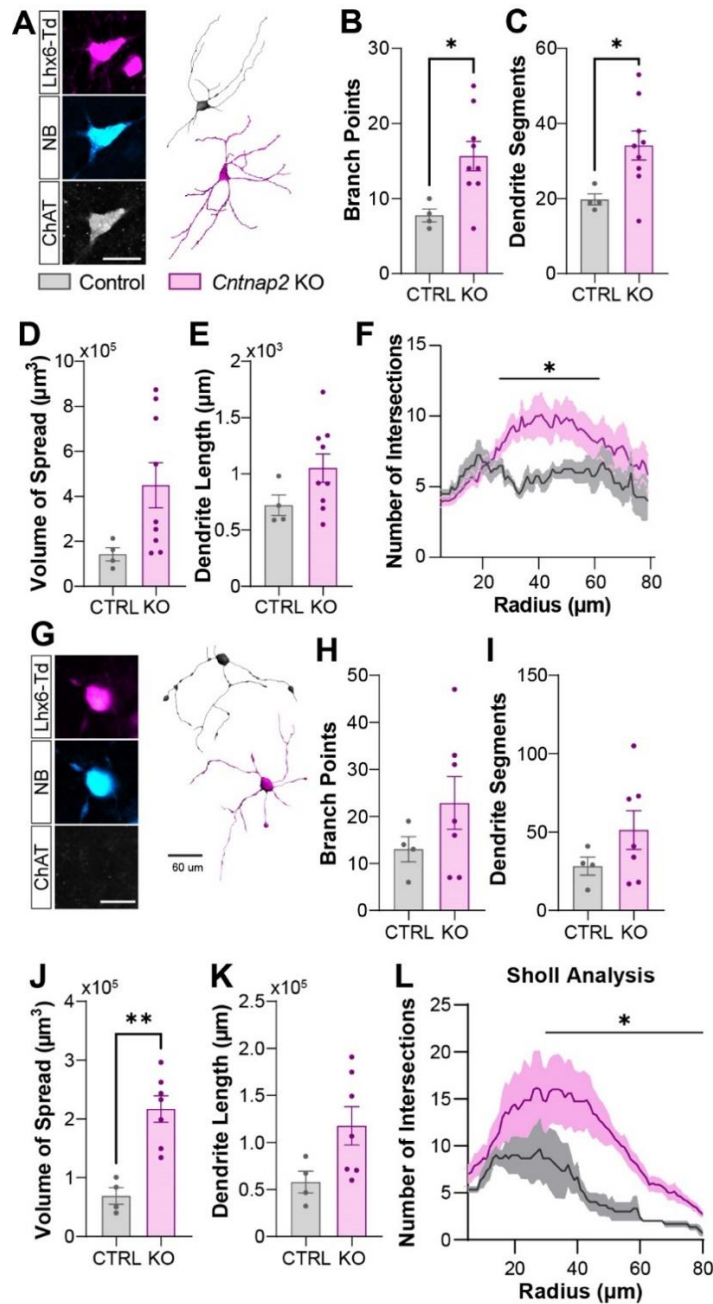 A
Lhx6-Td
NB
ChAT
Control
Cntnap2 KO
B
Branch Points
30
20
10
0
*
CTRL KO
C
Dendrite Segments
60
40
20
0
*
CTRL KO
D
x10⁵
Volume of Spread (µm³)
10
8
6
4
2
0
CTRL KO
E
x10³
Dendrite Length (µm)
2
1.5
1
0.5
0
CTRL KO
F
Number of Intersections
15
10
5
0
*
20 40 60 80
Radius (µm)
G
Lhx6-Td
NB
ChAT
60 um
H
Branch Points
50
40
30
20
10
0
CTRL KO
I
Dendrite Segments
150
100
50
0
CTRL KO
J
x10⁵
Volume of Spread (µm³)
4
3
2
1
0
**
CTRL KO
K
x10⁵
Dendrite Length (µm)
2.5
2.0
1.5
1.0
0.5
0
CTRL KO
L
Sholl Analysis
Number of Intersections
25
20
15
10
5
0
*
20 40 60 80
Radius (µm)